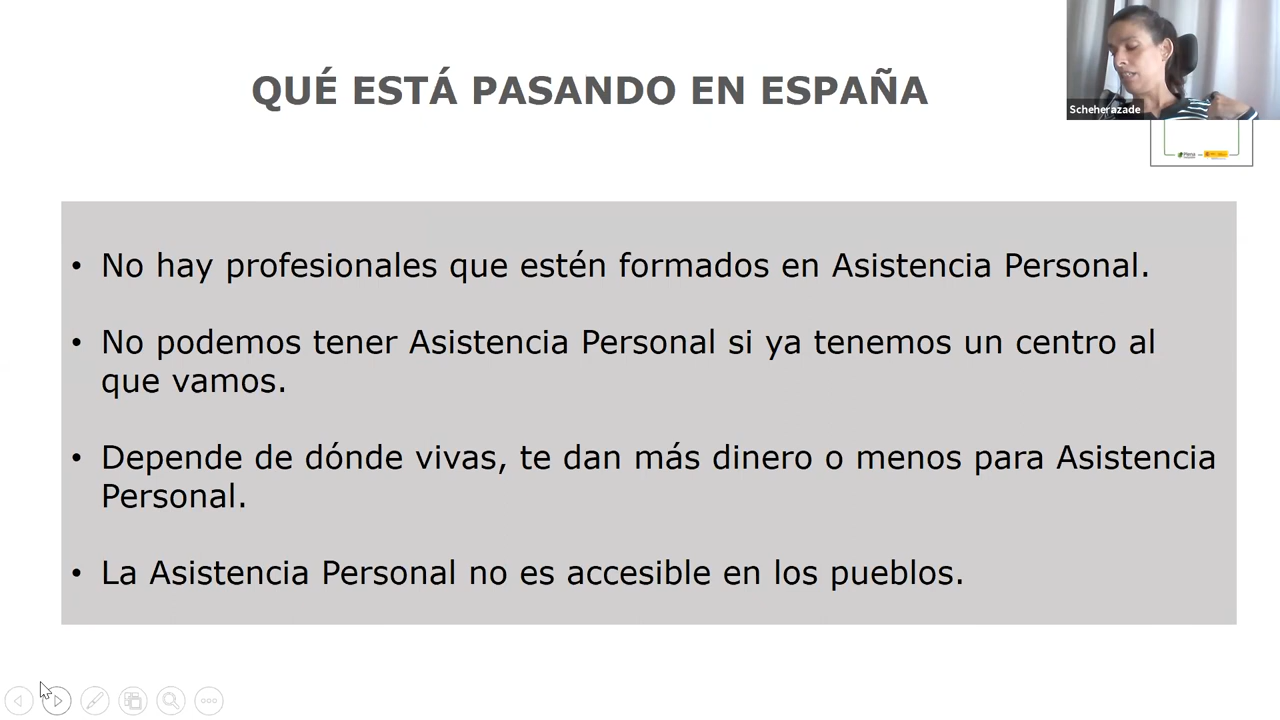 QUÉ ESTÁ PASANDO EN ESPAÑA
Scheherazade
Plena
• No hay profesionales que estén formados en Asistencia Personal.
• No podemos tener Asistencia Personal si ya tenemos un centro al
que vamos.
• Depende de dónde vivas, te dan más dinero o menos para Asistencia
Personal.
• La Asistencia Personal no es accesible en los pueblos.